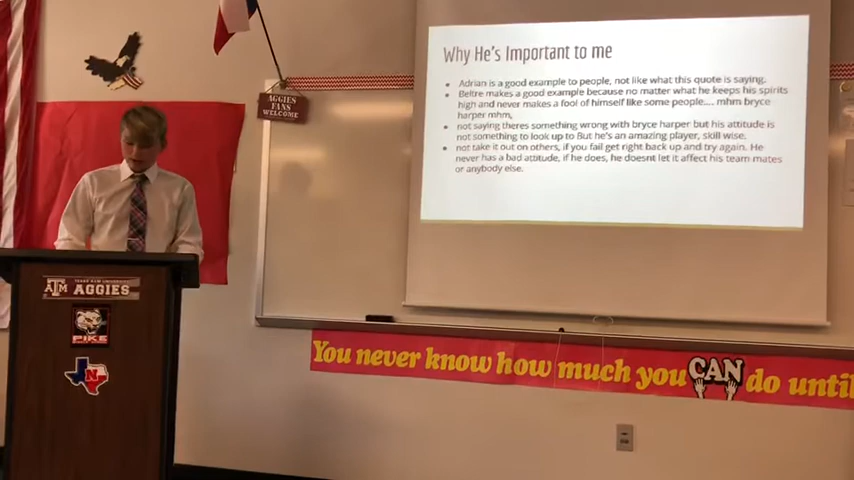 Why He's Important to me
Adrian is a good example to people, not like what this quote is saying.
Beltre makes a good example because no matter what he keeps his spirits
high and never makes a fool of himself like some people.... mhm bryce
harper mhm,
not saying theres something wrong with bryce harper but his attitude is
not something to look up to But he's an amazing player, skill wise.
not take it out on others, if you fail get right back up and try again. He
never has a bad attitude, if he does, he doesnt let it affect his team mates
or anybody else.
AGGIES
FANS
WELCOME
ATM AGGIES
PIKE
N
You never know how much you CAN do until